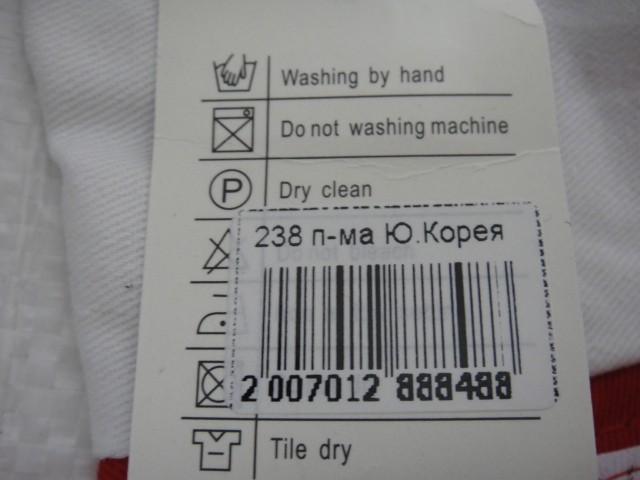 Washing by hand
Do not washing machine
P
Dry clean
238 п-ма Ю.Корея
Do not bleach
2 007012 888488
Tile dry